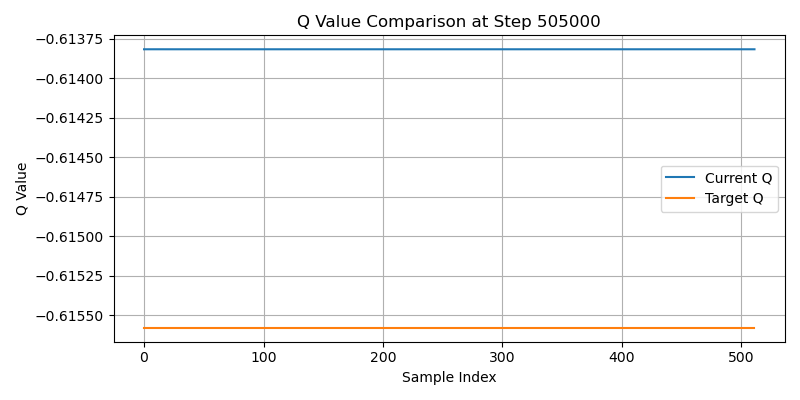 Q Value Comparison at Step 505000
−0.61375
−0.61400
−0.61425
−0.61450
−0.61475
−0.61500
−0.61525
−0.61550
Q Value
Current Q
Target Q
0 100 200 300 400 500
Sample Index